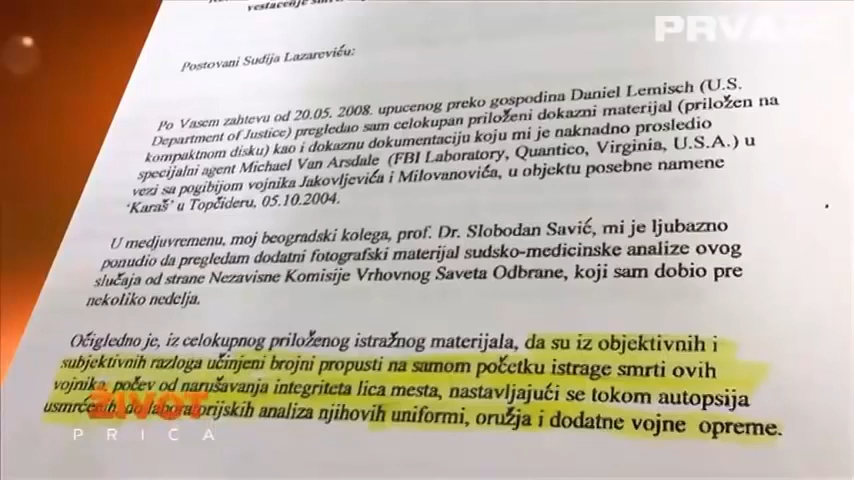 PRVA
Postovani Sudija Lazareviću:
Po Vasem zahtevu od 20.05. 2008. upucenog preko gospodina Daniel Lemisch (U.S.
Department of Justice) pregledao sam celokupan priloženi dokazni materijal (priložen na
kompaktnom disku) kao i dokaznu dokumentaciju koju mi je naknadno prosledio
specijalni agent Michael Van Arsdale (FBI Laboratory, Quantico, Virginia, U.S.A.) u
vezi sa pogibijom vojnika Jakovljevića i Milovanovića, u objektu posebne namene
'Karaš' u Topčideru, 05.10.2004.
U medjuvremenu, moj beogradski kolega, prof. Dr. Slobodan Savić, mi je ljubazno
ponudio da pregledam dodatni fotografski materijal sudsko-medicinske analize ovog
slučaja od strane Nezavisne Komisije Vrhovnog Saveta Odbrane, koji sam dobio pre
nekoliko nedelja.
Očigledno je, iz celokupnog priloženog istražnog materijala, da su iz objektivnih i
subjektivnih razloga učinjeni brojni propusti na samom početku istrage smrti ovih
vojnika, počev od narušavanja integriteta lica mesta, nastavljajući se tokom autopsija
usmrćenih, do laboratorijskih analiza njihovih uniformi, oružja i dodatne vojne opreme.
ŽIVOT
PRIČA